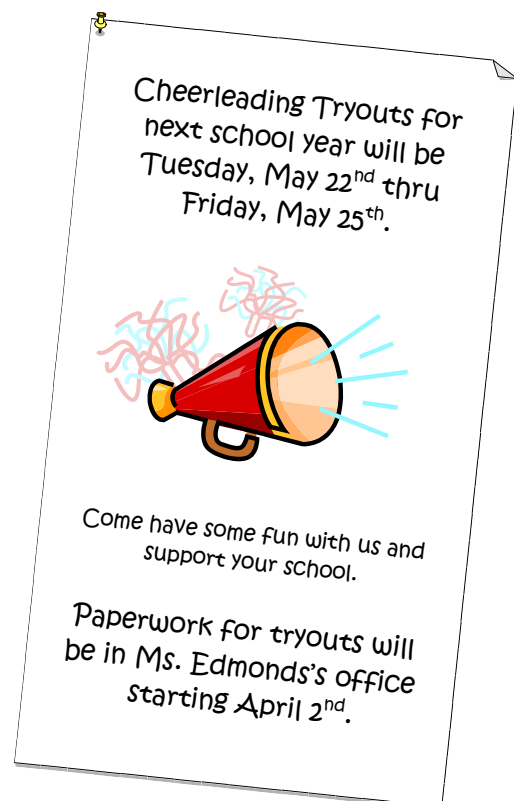 Cheerleading Tryouts for
next school year will be
Tuesday, May 22nd thru
Friday, May 25th.
Come have some fun with us and
support your school.
Paperwork for tryouts will
be in Ms. Edmonds's office
starting April 2nd.